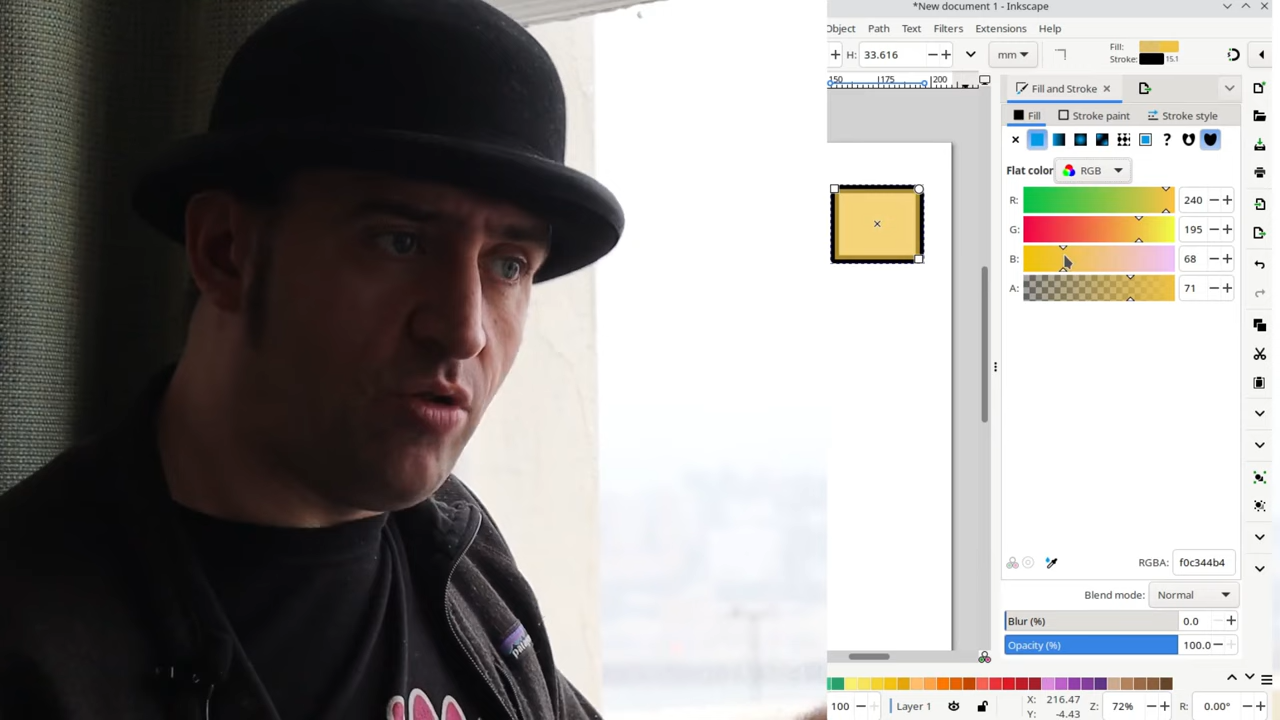 *New document 1 - Inkscape
Object Path Text Filters Extensions Help
H: 33.616 mm Fill:
Stroke: 15.1
150 175 200
Fill and Stroke
Fill Stroke paint Stroke style
Flat color RGB
R: 240
G: 195
B: 68
A: 71
RGBA: f0c344b4
Blend mode: Normal
Blur (%) 0.0
Opacity (%) 100.0
100 Layer 1 X: 216.47 Z: 72% R: 0.00°
Y: -4.43